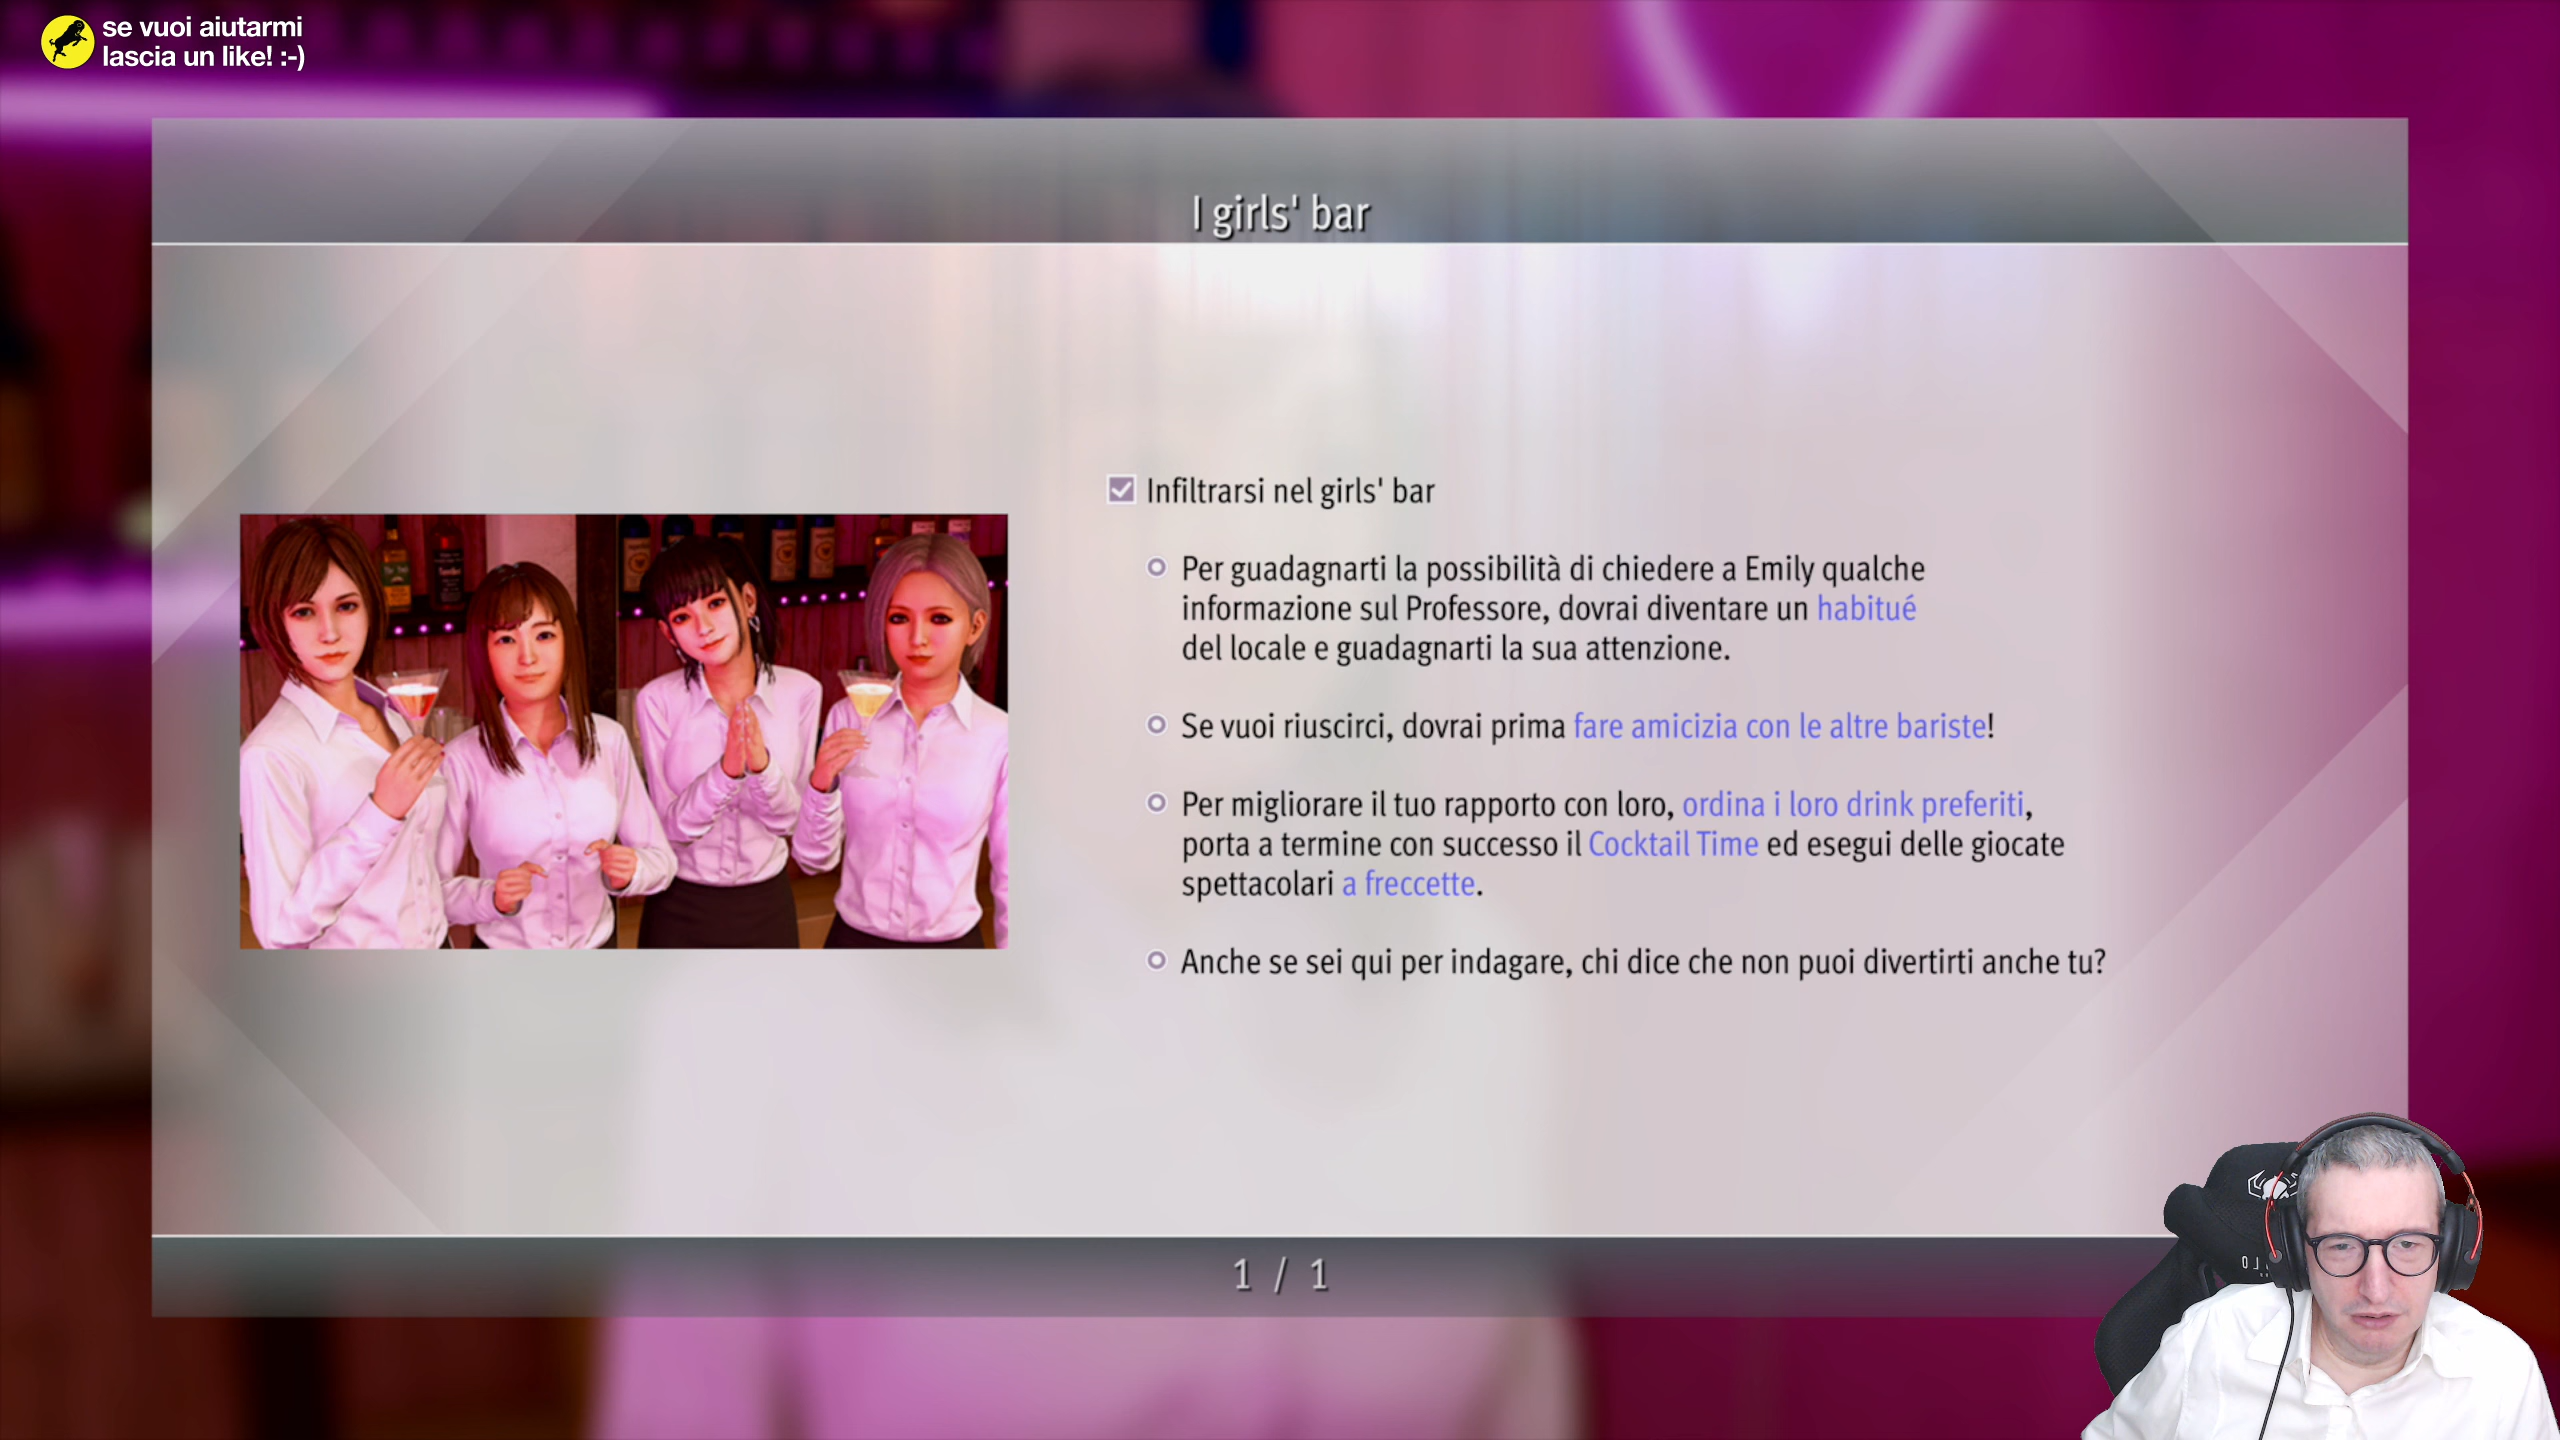 se vuoi aiutarmi
lascia un like! :-)
I girls' bar
Infiltrarsi nel girls' bar
Per guadagnarti la possibilità di chiedere a Emily qualche
informazione sul Professore, dovrai diventare un habitué
del locale e guadagnarti la sua attenzione.
Se vuoi riuscirci, dovrai prima fare amicizia con le altre bariste!
Per migliorare il tuo rapporto con loro, ordina i loro drink preferiti,
porta a termine con successo il Cocktail Time ed esegui delle giocate
spettacolari a freccette.
Anche se sei qui per indagare, chi dice che non puoi divertirti anche tu?
1 / 1